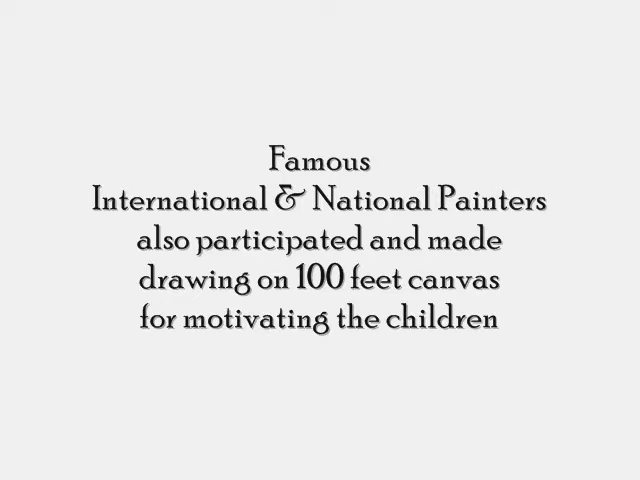 Famous
International & National Painters
also participated and made
drawing on 100 feet canvas
for motivating the children